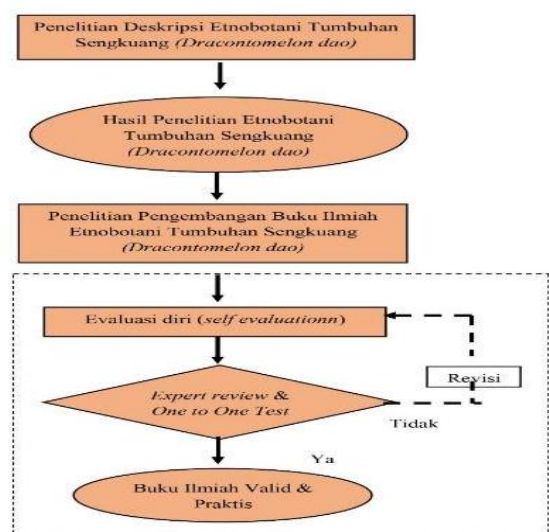 Penelitian Deskripsi Etnobotani Tumbuhan
Sengkuang (Dracontomelon dao)
Hasil Penelitian Etnobotani
Tumbuhan Sengkuang
(Dracontomelon dao)
Penelitian Pengembangan Buku Ilmiah
Etnobotani Tumbuhan Sengkuang
(Dracontomelon dao)
Evaluasi diri (self evaluationn)
Revisi
Expert review &
One to One Test
Tidak
Ya
Buku Ilmiah Valid &
Praktis